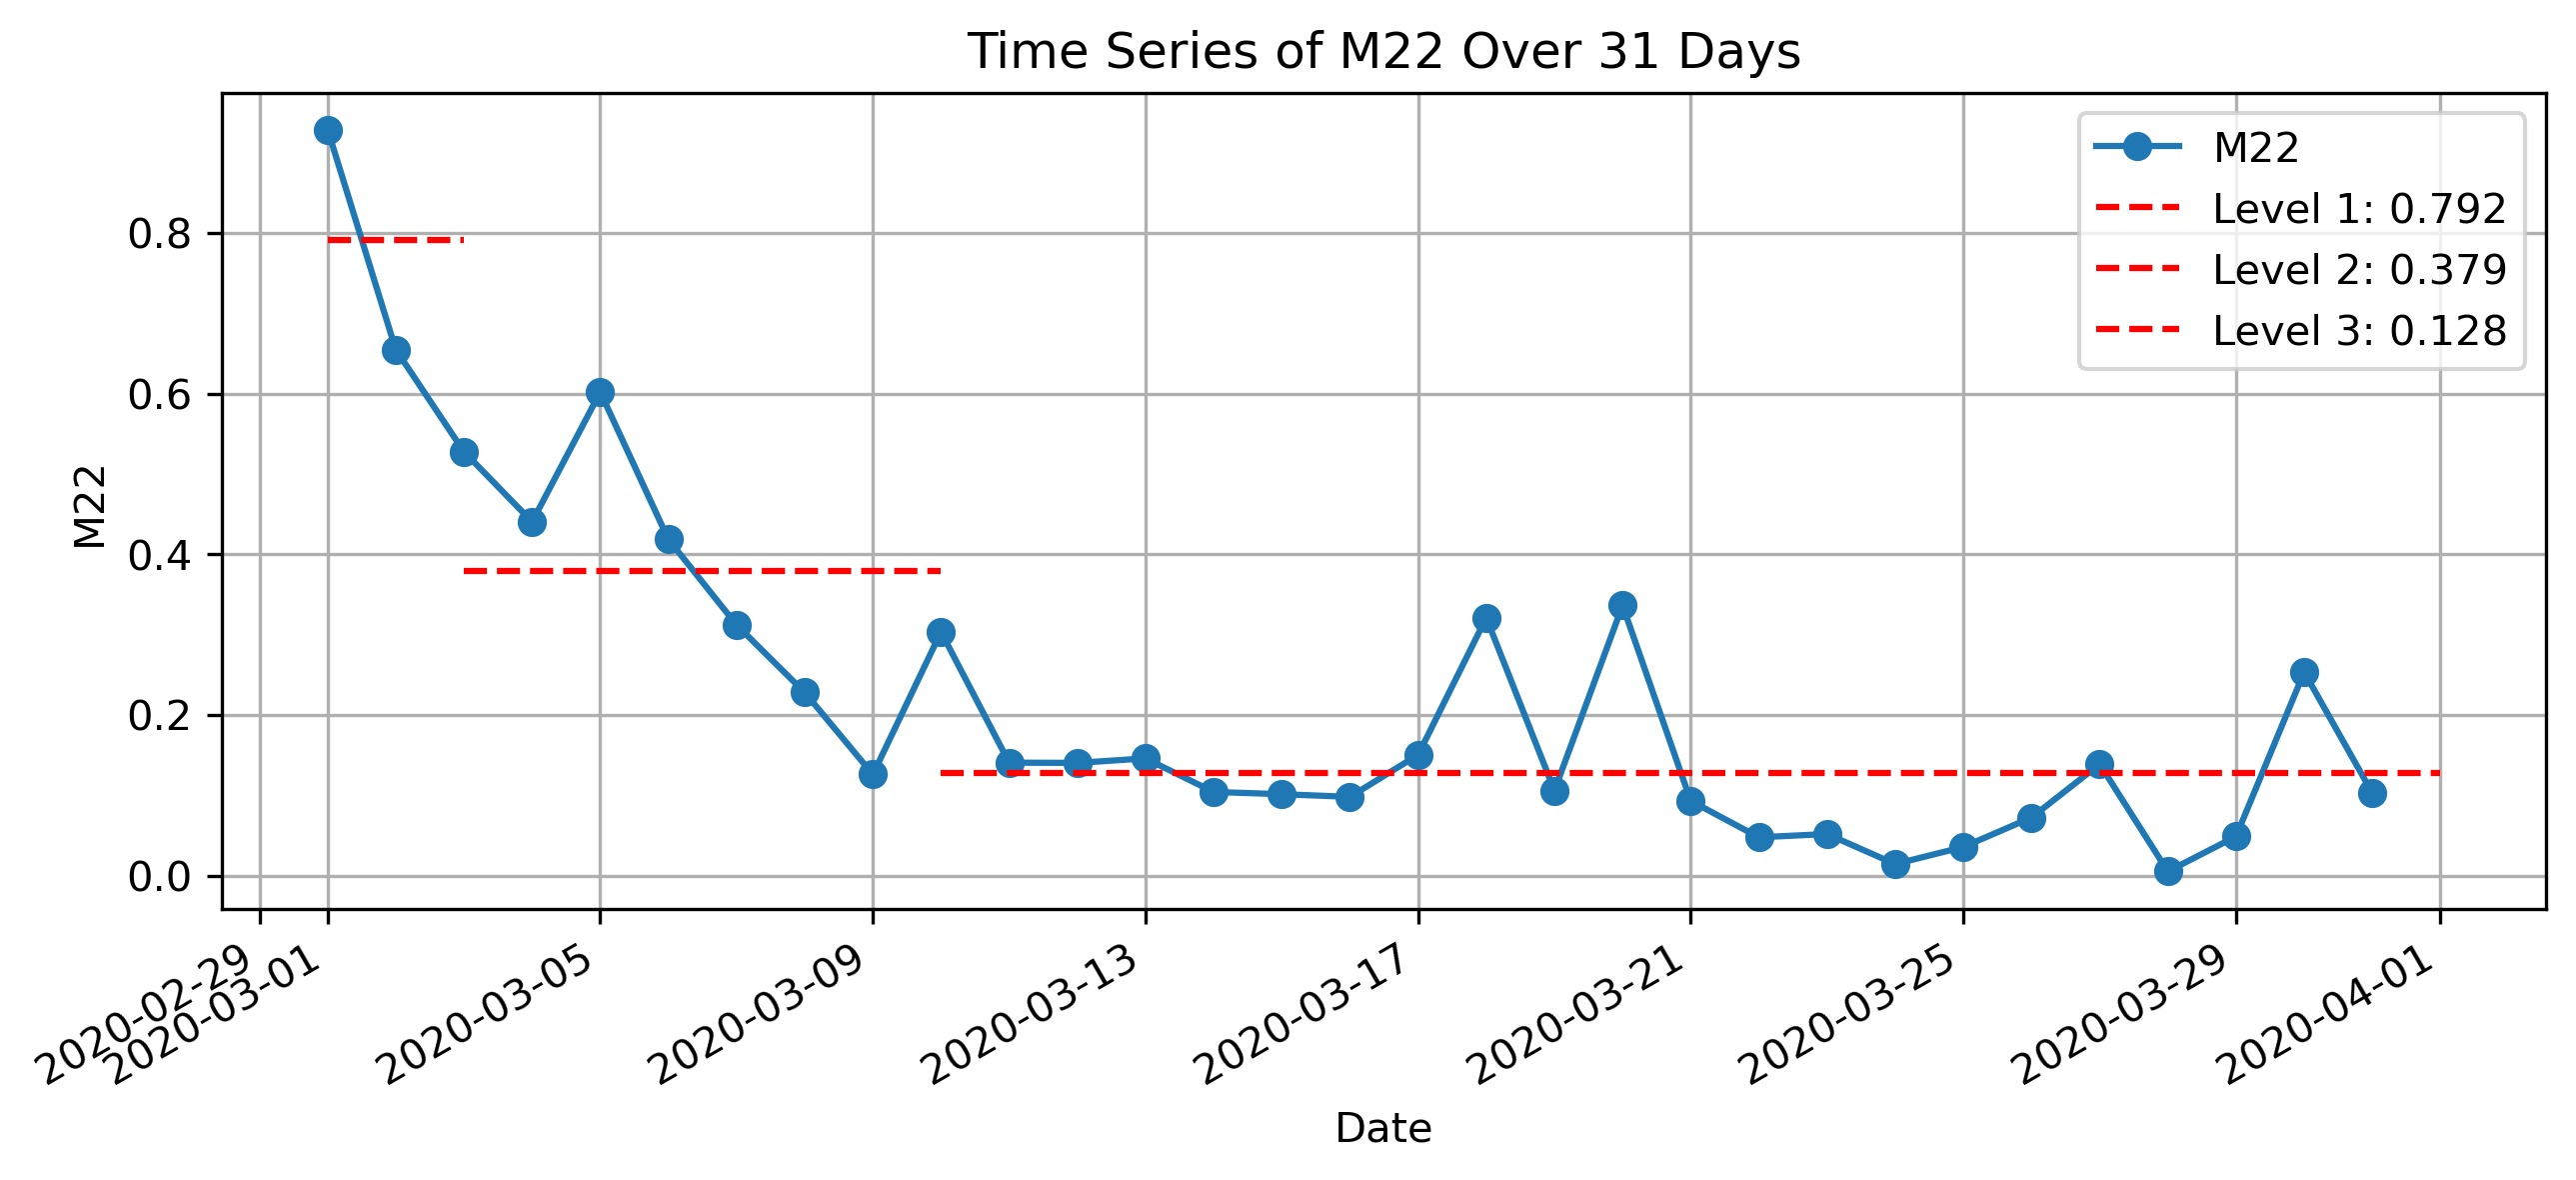 Time Series of M22 Over 31 Days
M22
Level 1: 0.792
Level 2: 0.379
Level 3: 0.128
M22
0.8
0.6
0.4
0.2
0.0
2020-02-29
2020-03-01
2020-03-05
2020-03-09
2020-03-13
2020-03-17
2020-03-21
2020-03-25
2020-03-29
2020-04-01
Date